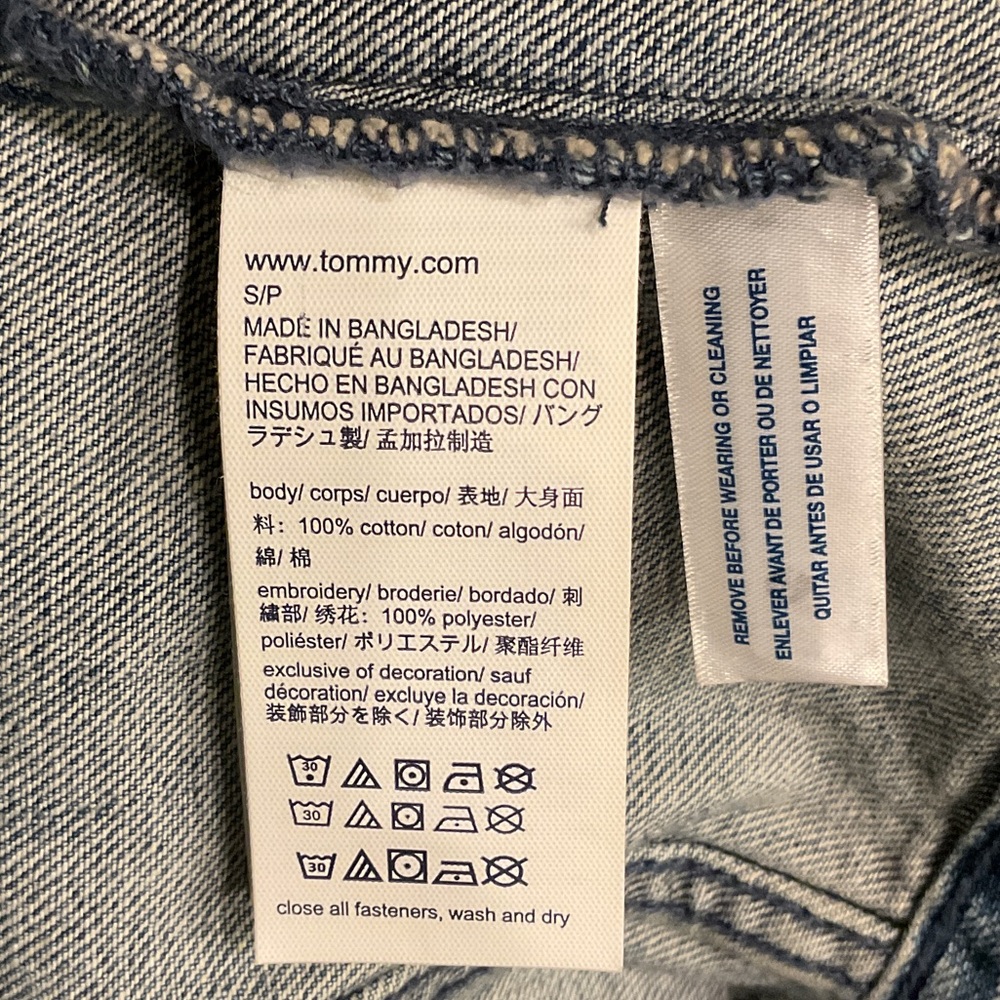 www.tommy.com
S/P
MADE IN BANGLADESH/
FABRIQUÉ AU BANGLADESH/
HECHO EN BANGLADESH CON
INSUMOS IMPORTADOS/ バング
ラデシュ製/ 孟加拉制造
body/ corps/ cuerpo/ 表地/ 大身面
料：100% cotton/ coton/ algodón/
綿/ 棉
embroidery/ broderie/ bordado/ 刺
繍部/ 绣花：100% polyester/
poliéster/ ポリエステル/ 聚酯纤维
exclusive of decoration/ sauf
décoration/ excluye la decoración/
装飾部分を除く/ 装饰部分除外
30
30
30
close all fasteners, wash and dry
REMOVE BEFORE WEARING OR CLEANING
ENLEVER AVANT DE PORTER OU DE NETTOYER
QUITAR ANTES DE USAR O LIMPIAR